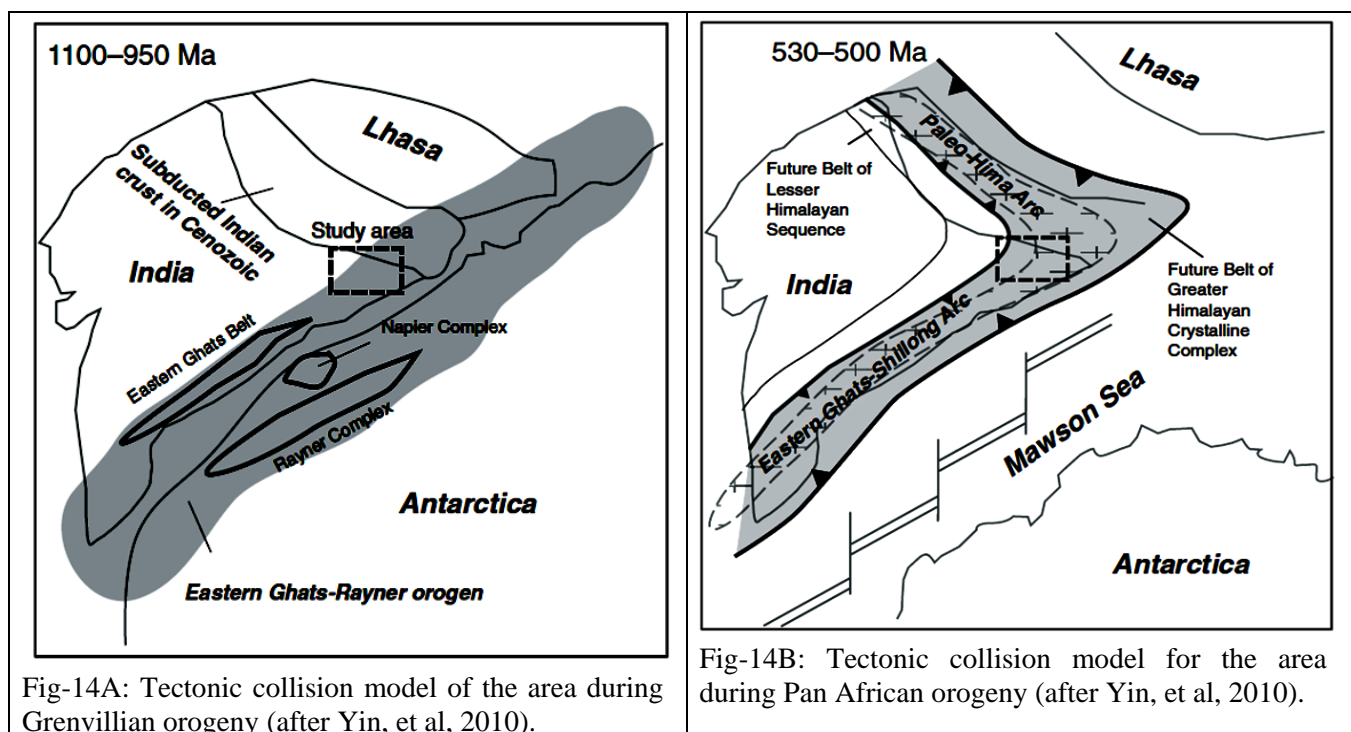 1100–950 Ma
Lhasa
Subducted Indian
crust in Cenozoic
Study area
India
Napier Complex
Eastern Ghats Belt
Rayner Complex
Antarctica
Eastern Ghats-Rayner orogen
Fig-14A: Tectonic collision model of the area during
Grenvillian orogeny (after Yin, et al, 2010).
530–500 Ma
Lhasa
Paleo-Hima Arc
Future Belt of
Lesser
Himalayan
Sequence
India
Future Belt of
Greater
Himalayan
Crystalline
Complex
Eastern Ghats-Shillong Arc
Mawson Sea
Antarctica
Fig-14B: Tectonic collision model for the area
during Pan African orogeny (after Yin, et al, 2010).